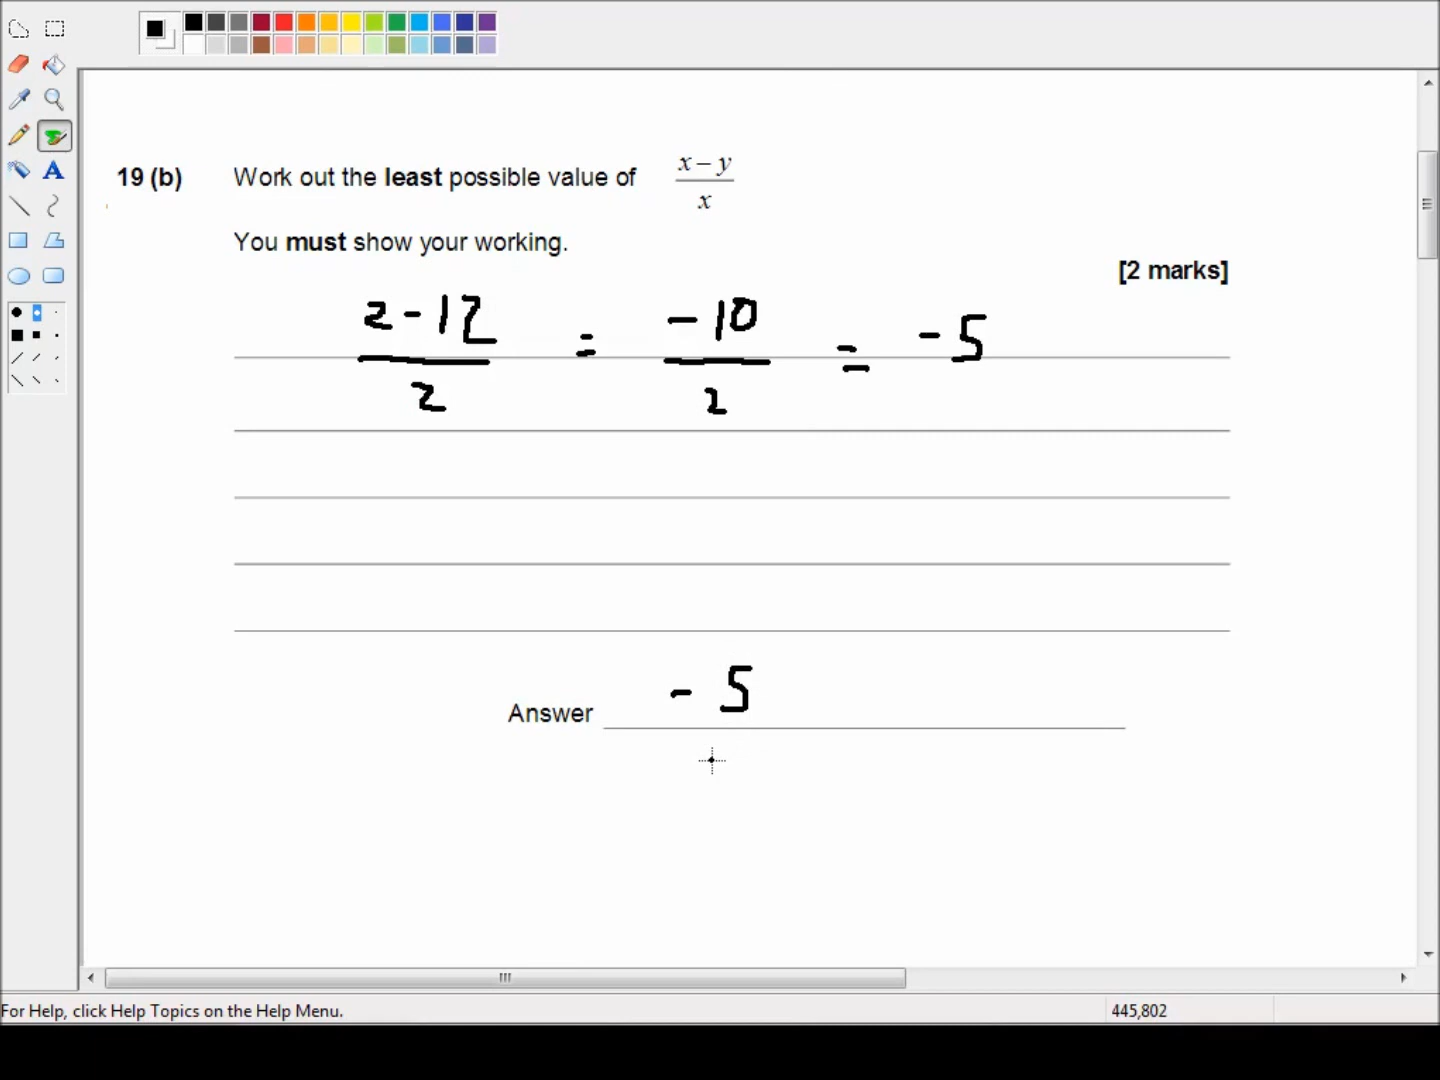 19 (b) Work out the least possible value of x – y / x
You must show your working.
[2 marks]
2 - 12 / 2 = - 10 / 2 = - 5
Answer - 5
For Help, click Help Topics on the Help Menu.
445,802